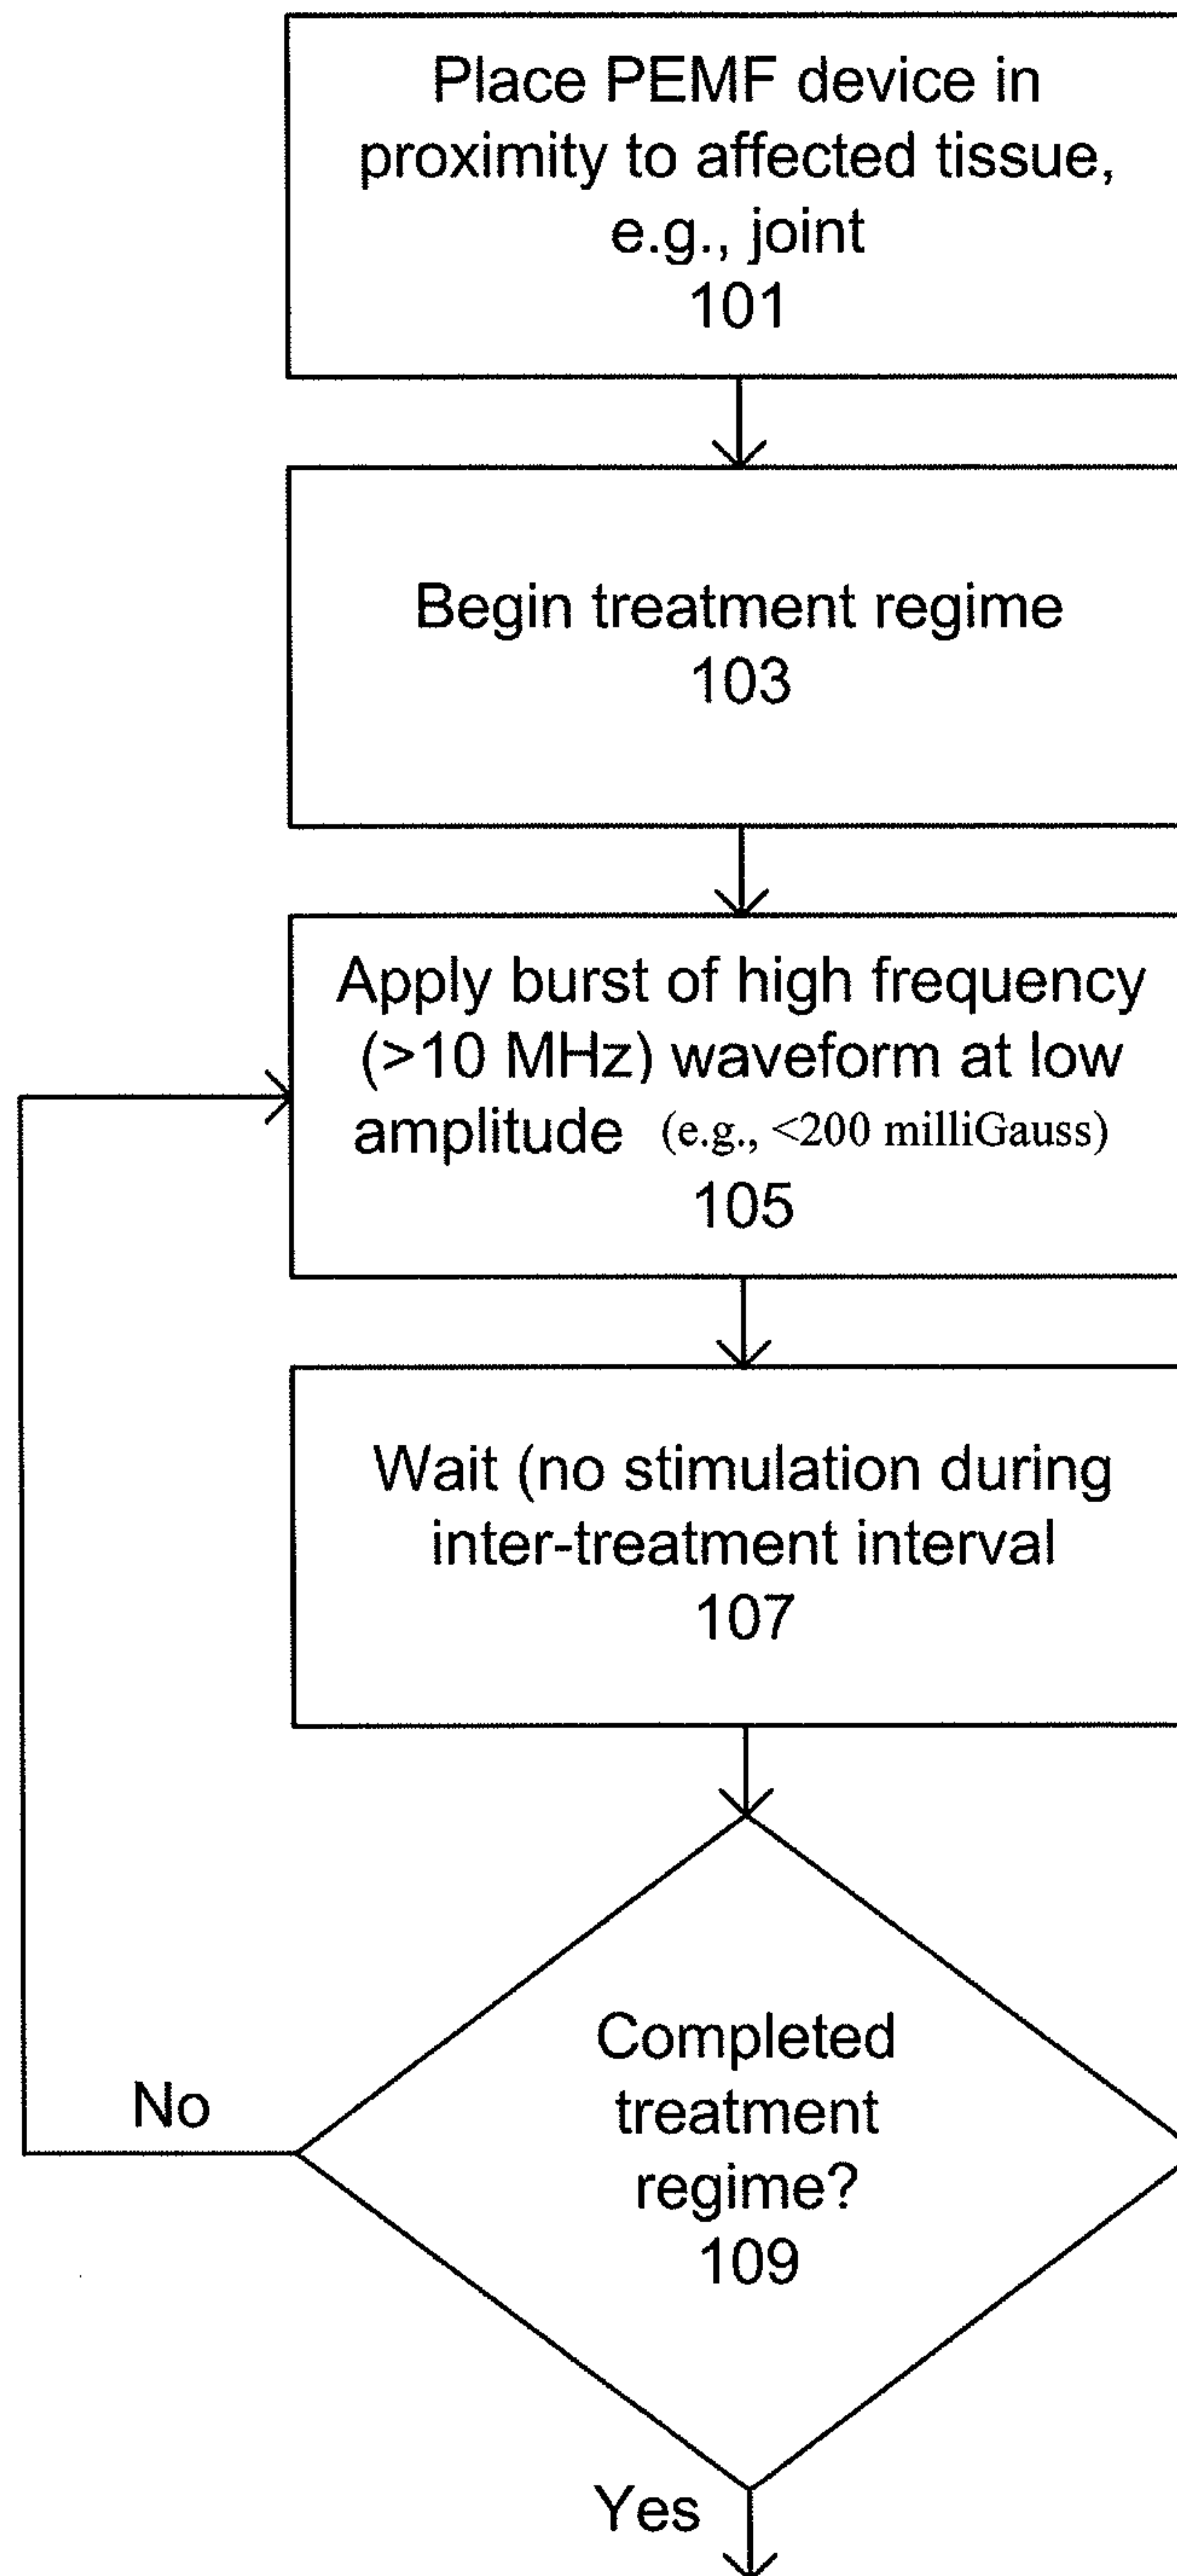 Place PEMF device in
proximity to affected tissue,
e.g., joint
101
Begin treatment regime
103
Apply burst of high frequency
(>10 MHz) waveform at low
amplitude (e.g., <200 milliGauss)
105
Wait (no stimulation during
inter-treatment interval
107
Completed
treatment
regime?
109
No
Yes